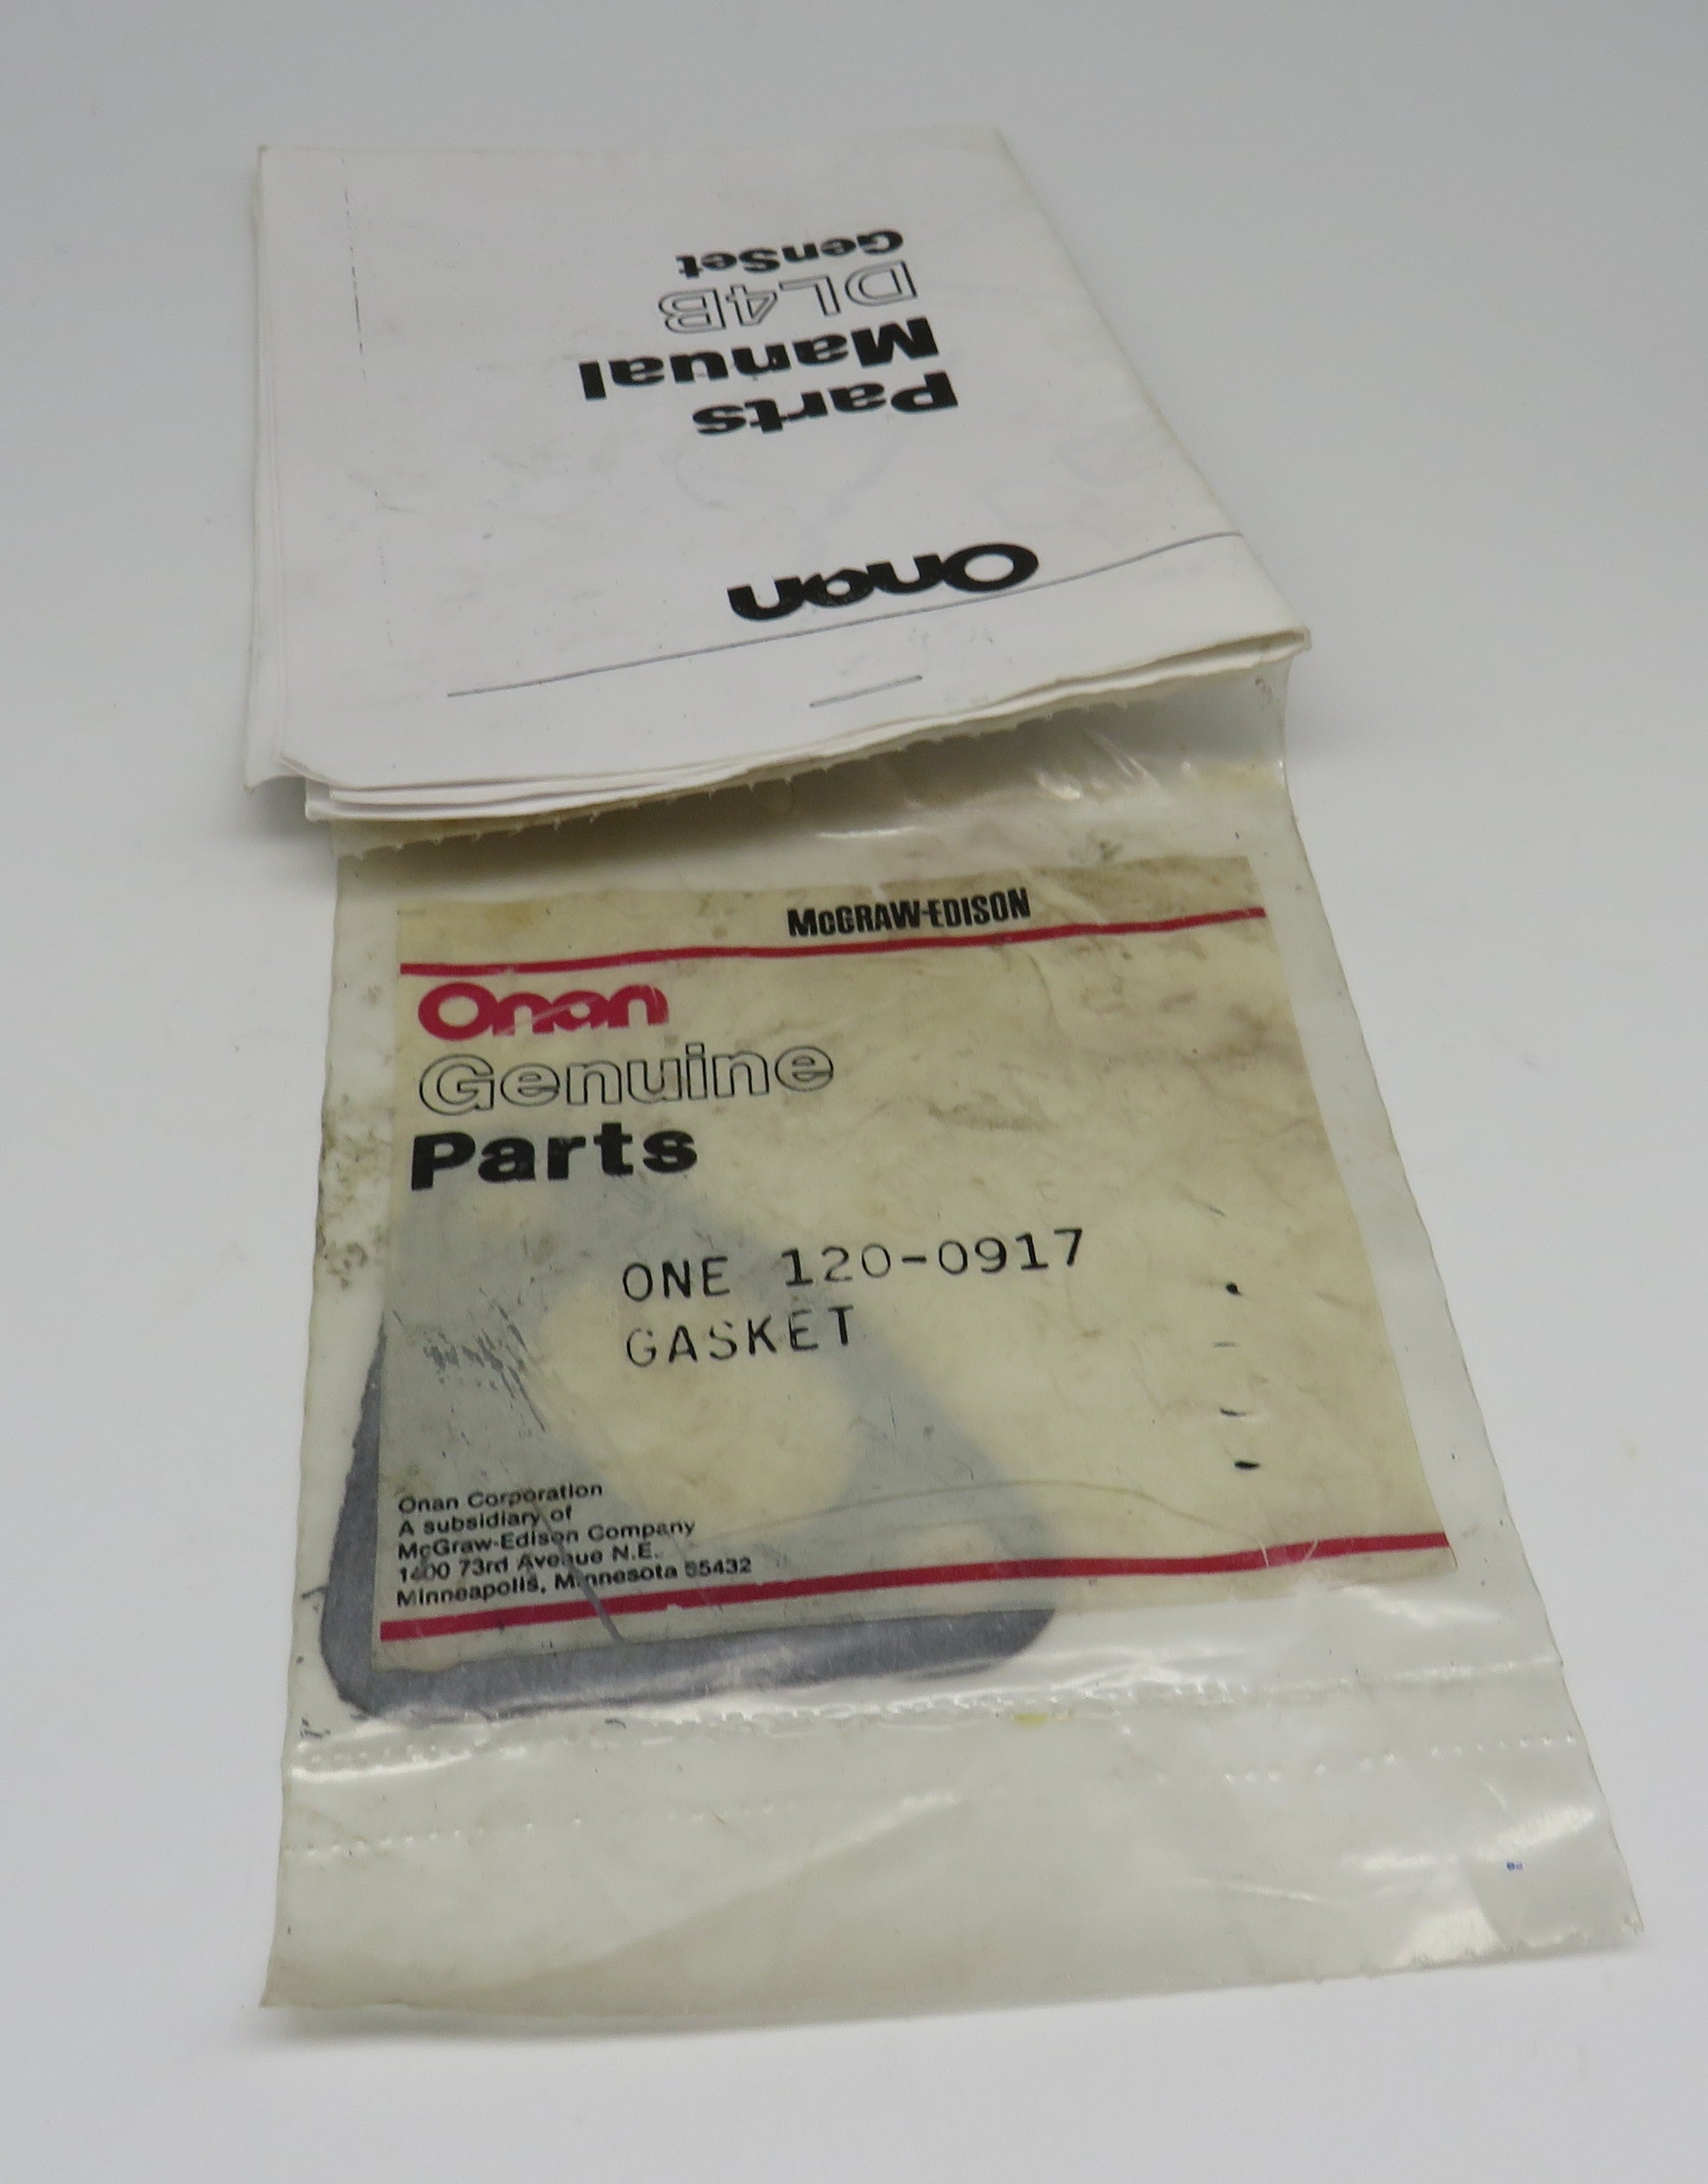 Onan
Parts
Manual
DL4B
GenSet
McGRAW-EDISON
Onan
Genuine
Parts
ONE 120-0917
GASKET
Onan Corporation
A subsidiary of
McGraw-Edison Company
1400 73rd Avenue N.E.
Minneapolis, Minnesota 55432